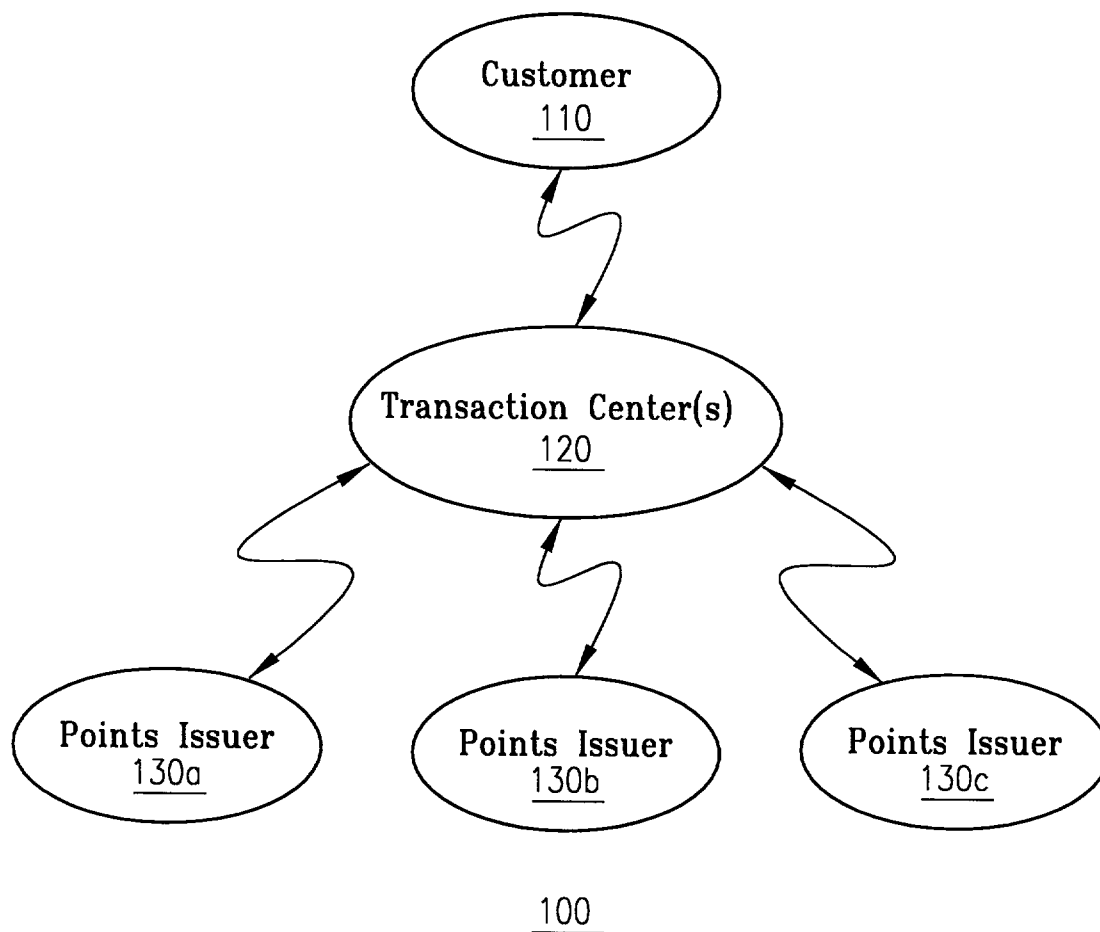 Customer
110
Transaction Center(s)
120
Points Issuer
130a
Points Issuer
130b
Points Issuer
130c
100